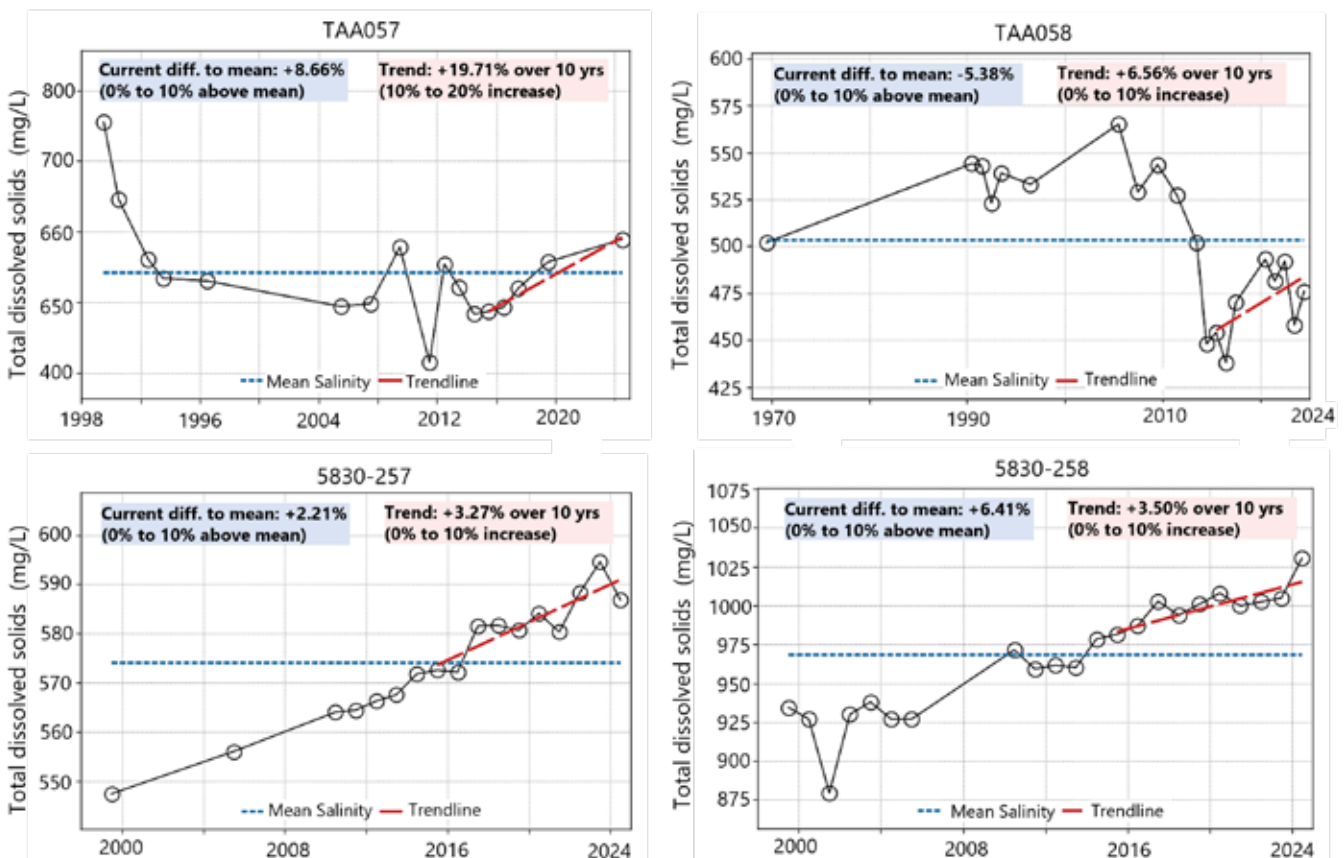 TAA057
Total dissolved solids (mg/L)
Current diff. to mean: +8.66%
(0% to 10% above mean)
Trend: +19.71% over 10 yrs
(10% to 20% increase)
800
700
660
650
400
Mean Salinity
Trendline
1998 1996 2004 2012 2020
TAA058
Total dissolved solids (mg/L)
Current diff. to mean: -5.38%
(0% to 10% above mean)
Trend: +6.56% over 10 yrs
(0% to 10% increase)
600
575
550
525
500
475
450
425
Mean Salinity
Trendline
1970 1990 2010 2024
5830-257
Total dissolved solids (mg/L)
Current diff. to mean: +2.21%
(0% to 10% above mean)
Trend: +3.27% over 10 yrs
(0% to 10% increase)
600
590
580
570
560
550
Mean Salinity
Trendline
2000 2008 2016 2024
5830-258
Total dissolved solids (mg/L)
Current diff. to mean: +6.41%
(0% to 10% above mean)
Trend: +3.50% over 10 yrs
(0% to 10% increase)
1075
1050
1025
1000
975
950
925
900
875
Mean Salinity
Trendline
2000 2008 2016 2024